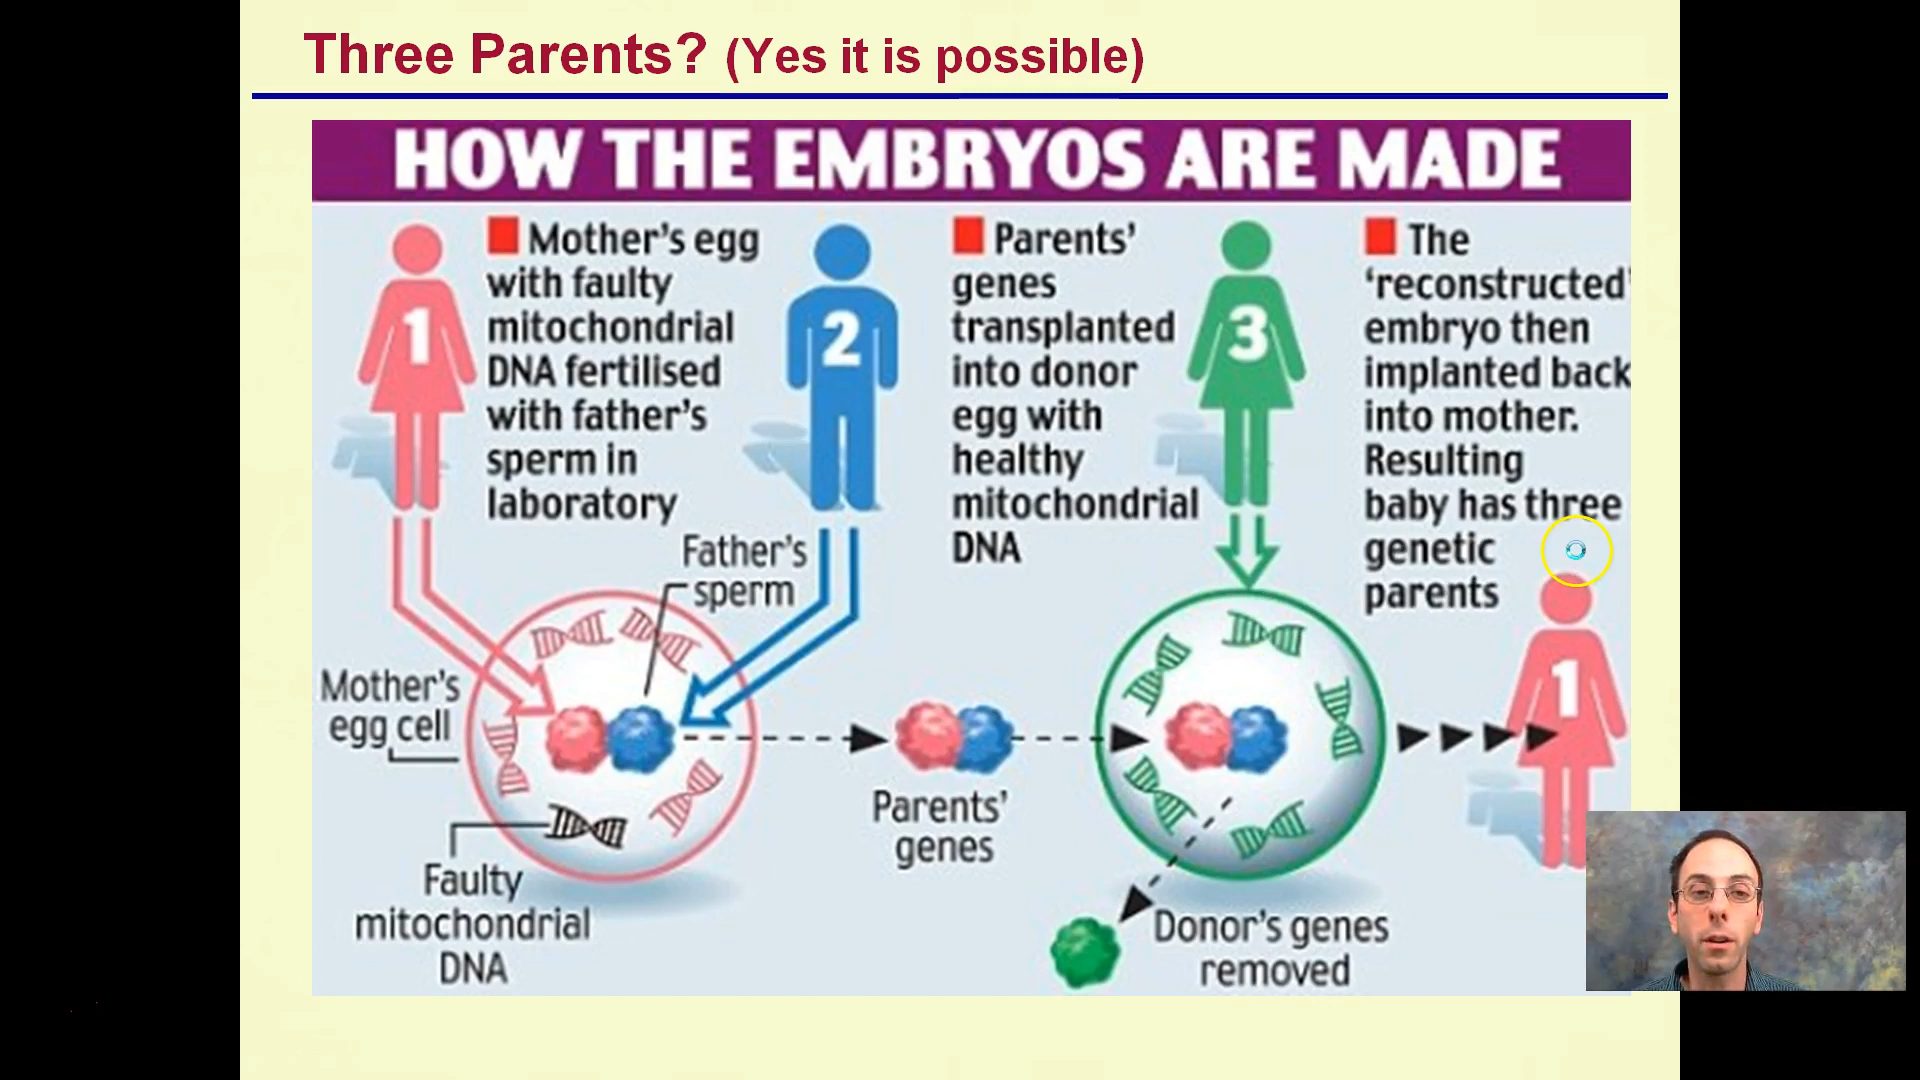 Three Parents? (Yes it is possible)
HOW THE EMBRYOS ARE MADE
1
Mother's egg
with faulty
mitochondrial
DNA fertilised
with father's
sperm in
laboratory
2
Parents'
genes
transplanted
into donor
egg with
healthy
mitochondrial
DNA
3
The
‘reconstructed’
embryo then
implanted back
into mother.
Resulting
baby has three
genetic
parents
1
Father's
sperm
Mother's
egg cell
Faulty
mitochondrial
DNA
Parents'
genes
Donor's genes
removed